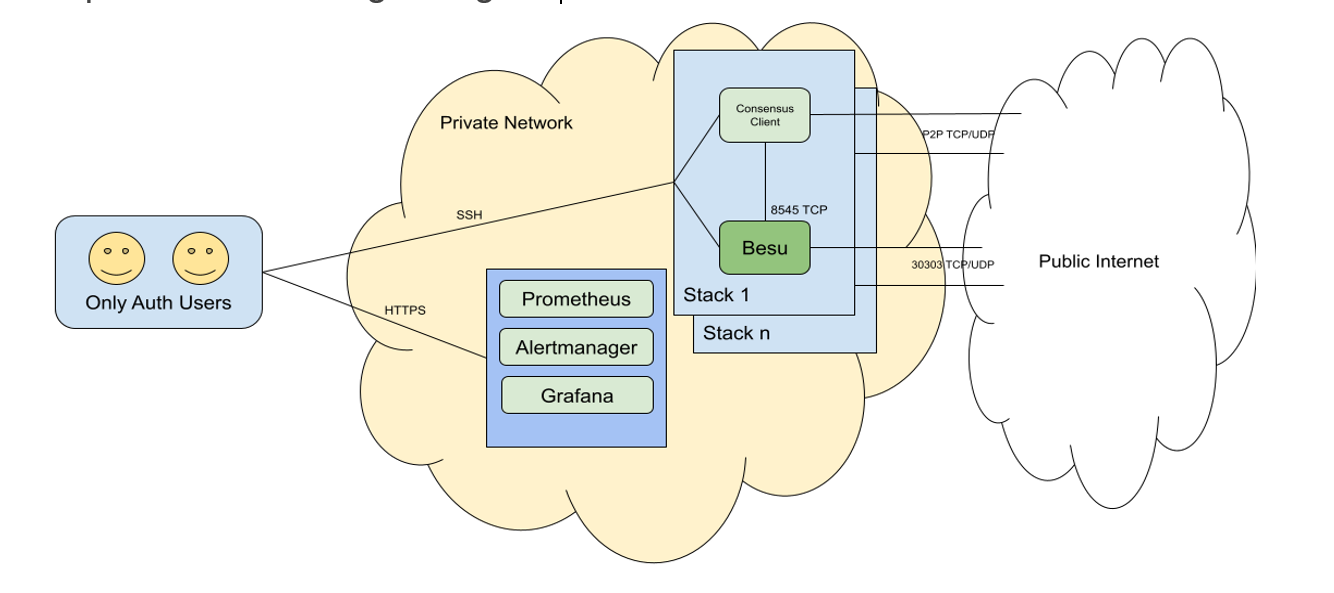 Private Network
Consensus
Client
P2P TCP/UDP
SSH
8545 TCP
Besu
30303 TCP/UDP
Public Internet
Only Auth Users
HTTPS
Stack 1
Stack n
Prometheus
Alertmanager
Grafana